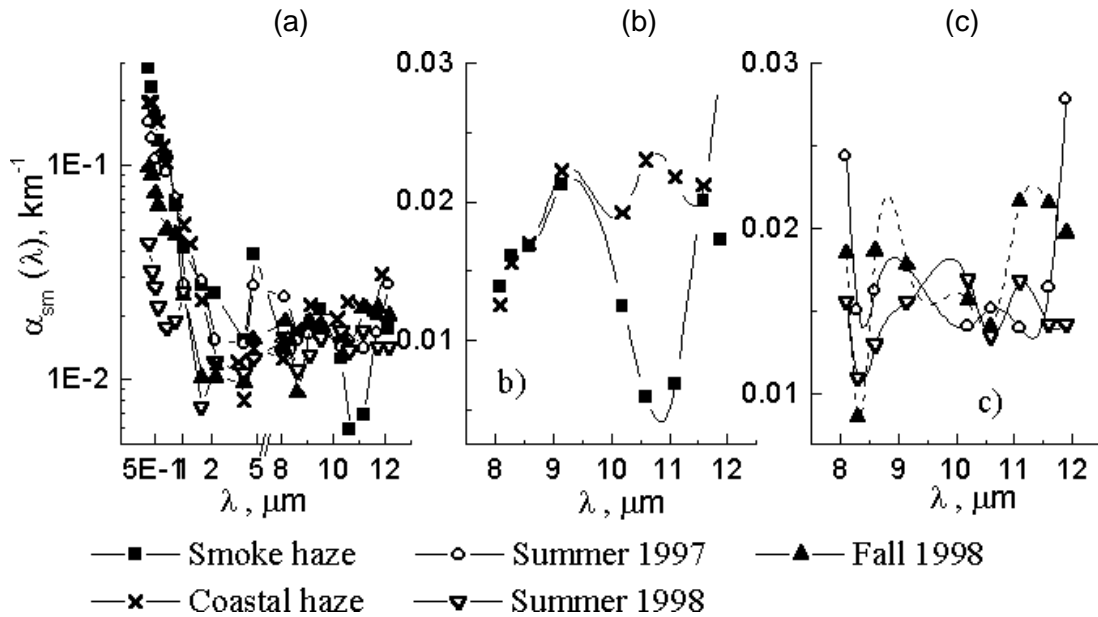 (a) (b) (c)
0.03 0.03
1E-1
0.02 0.02
α_sm (λ), km⁻¹
0.01
1E-2
b)
0.01
c)
5E-1 1 2 5 8 10 12
8 9 10 11 12
8 9 10 11 12
λ , μm λ , μm λ , μm
Smoke haze Summer 1997 Fall 1998
Coastal haze Summer 1998